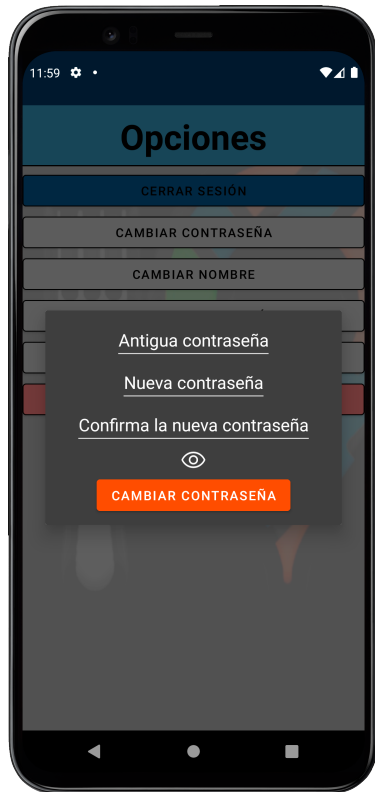 11:59
Opciones
CERRAR SESIÓN
CAMBIAR CONTRASEÑA
CAMBIAR NOMBRE
Antigua contraseña
Nueva contraseña
Confirma la nueva contraseña
CAMBIAR CONTRASEÑA